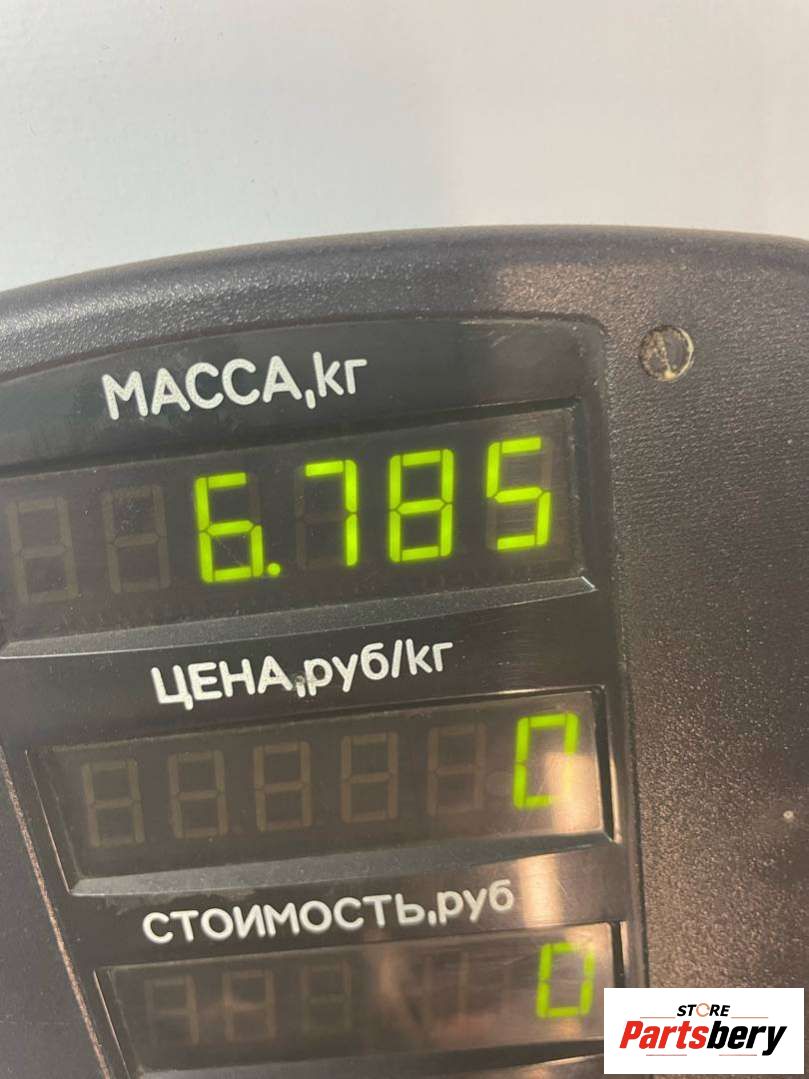 МАССА,кг
6.785
ЦЕНА,руб/кг
0
СТОИМОСТЬ,руб
0
STORE
Partsbery